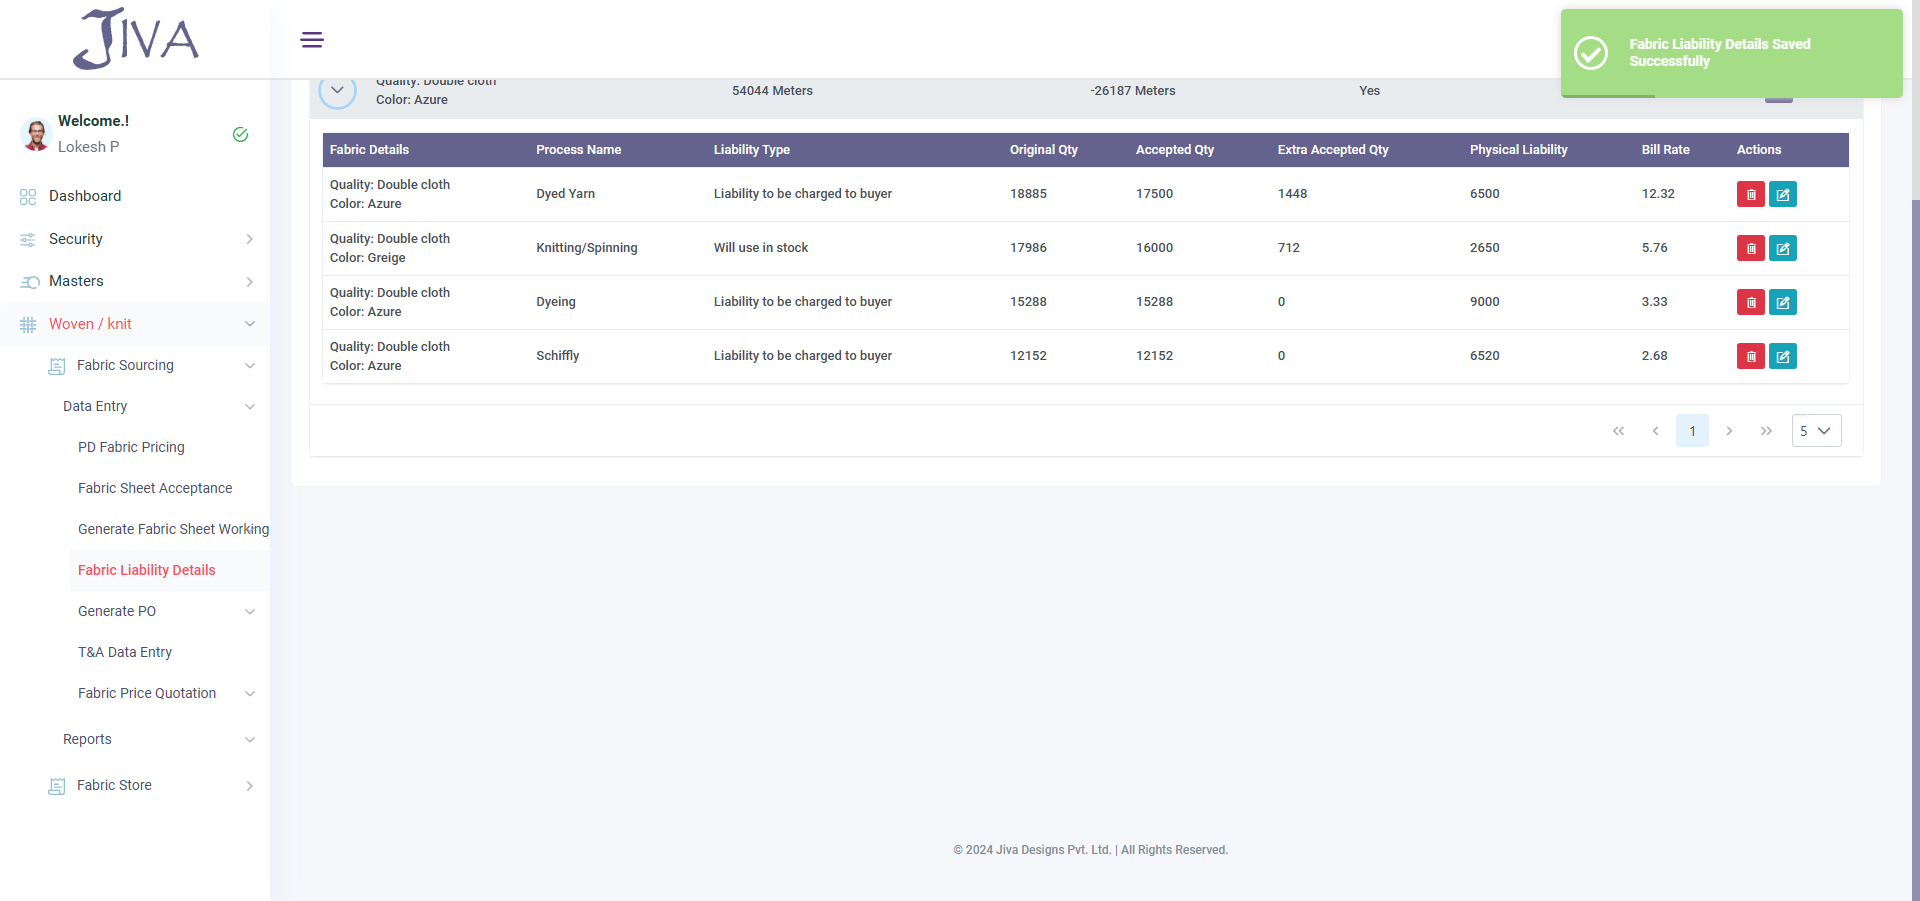 JIVA
Fabric Liability Details Saved
Successfully
Quality: Double cloth
Color: Azure
54044 Meters
-26187 Meters
Yes
Welcome.!
Lokesh P
Dashboard
Security
Masters
Woven / knit
Fabric Sourcing
Data Entry
PD Fabric Pricing
Fabric Sheet Acceptance
Generate Fabric Sheet Working
Fabric Liability Details
Generate PO
T&A Data Entry
Fabric Price Quotation
Reports
Fabric Store
Fabric Details Process Name Liability Type Original Qty Accepted Qty Extra Accepted Qty Physical Liability Bill Rate Actions
Quality: Double cloth
Color: Azure
Dyed Yarn Liability to be charged to buyer 18885 17500 1448 6500 12.32
Quality: Double cloth
Color: Greige
Knitting/Spinning Will use in stock 17986 16000 712 2650 5.76
Quality: Double cloth
Color: Azure
Dyeing Liability to be charged to buyer 15288 15288 0 9000 3.33
Quality: Double cloth
Color: Azure
Schiffly Liability to be charged to buyer 12152 12152 0 6520 2.68
1
5
© 2024 Jiva Designs Pvt. Ltd. | All Rights Reserved.